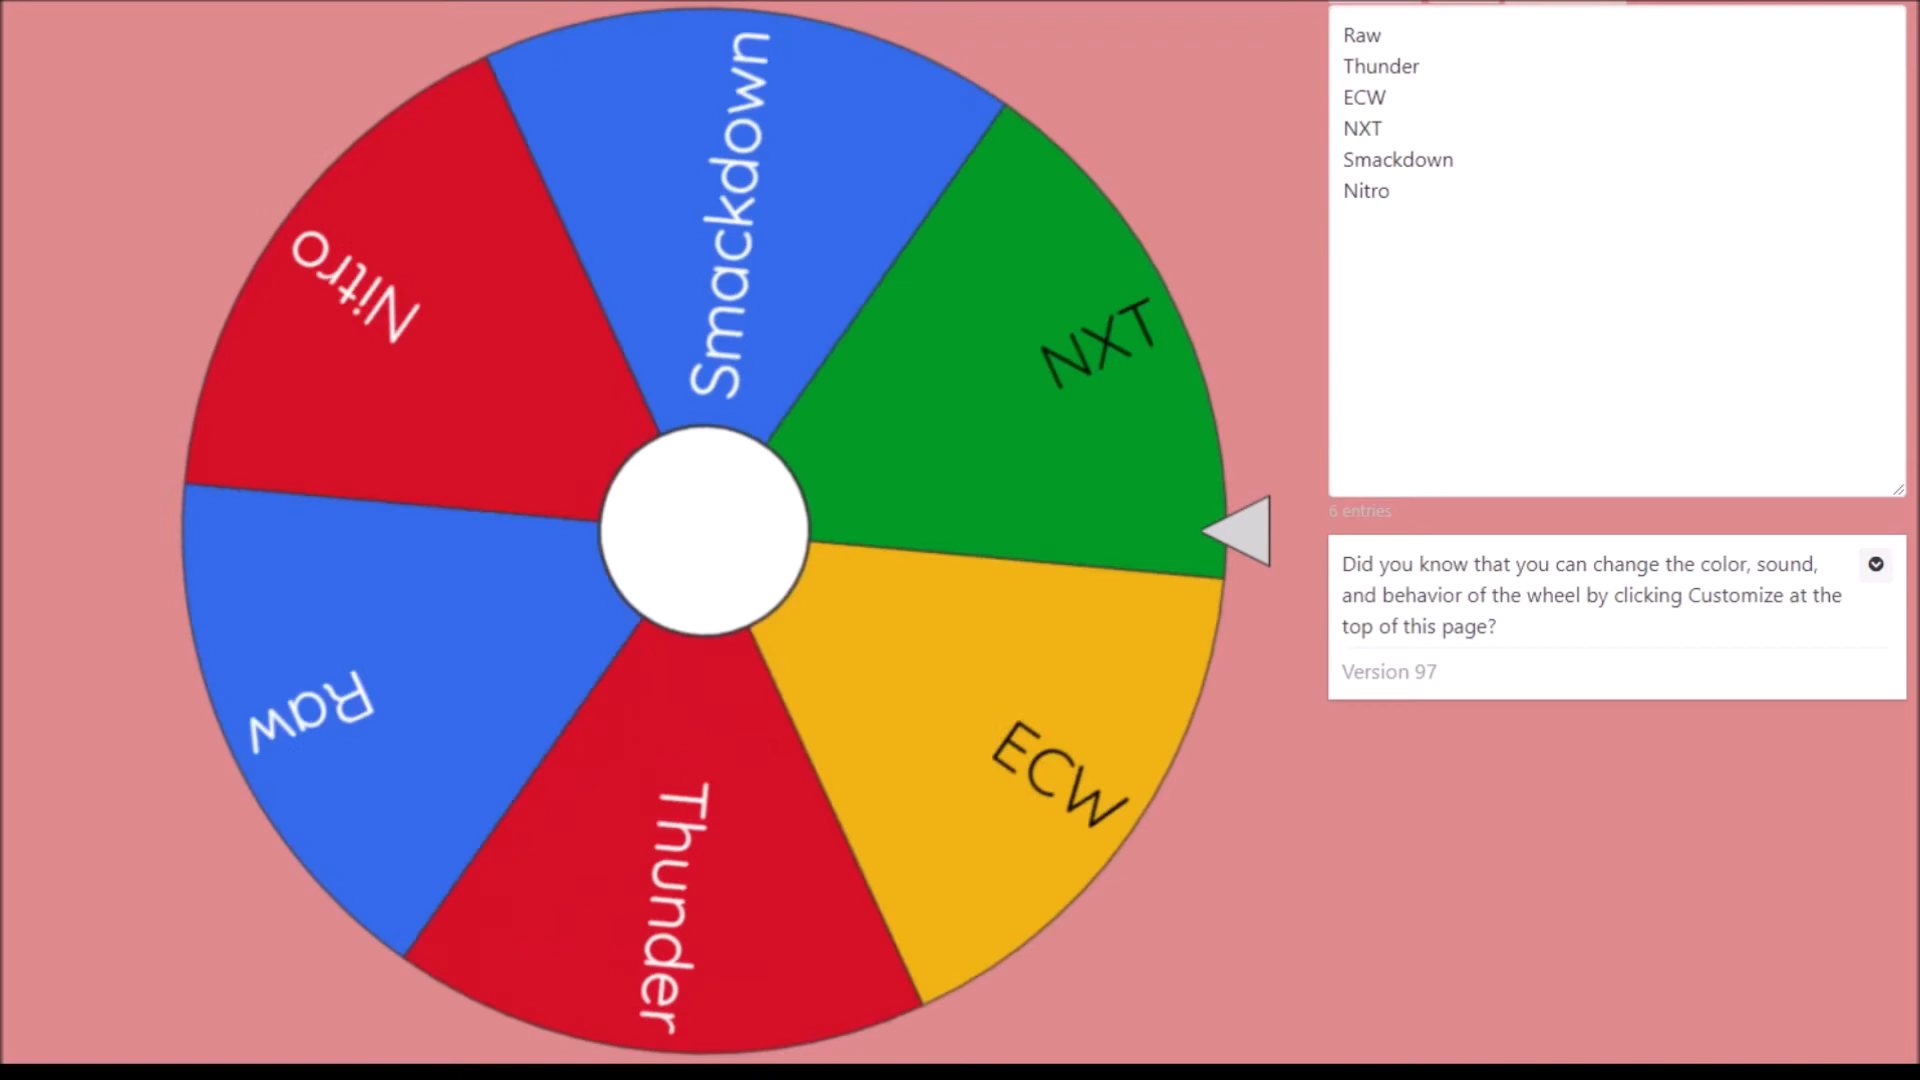 Smackdown
NXT
ECW
Thunder
Raw
Nitro
Raw
Thunder
ECW
NXT
Smackdown
Nitro
6 entries
Did you know that you can change the color, sound,
and behavior of the wheel by clicking Customize at the
top of this page?
Version 97